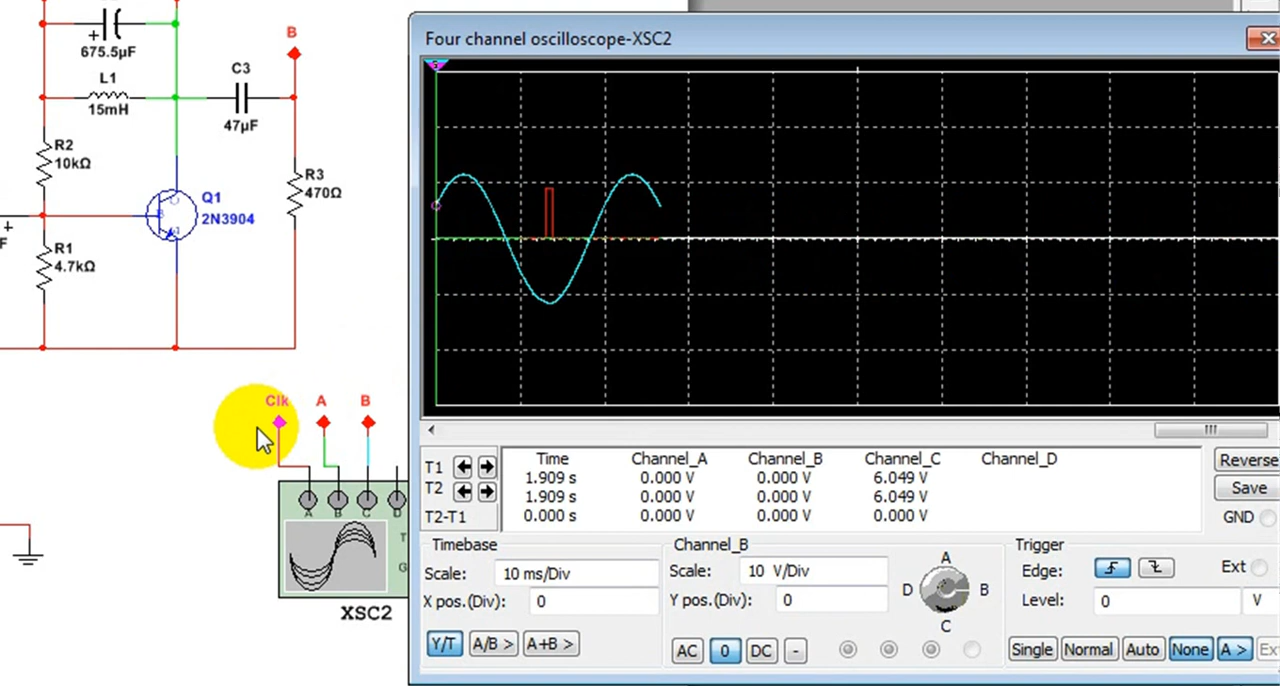 675.5µF
L1
15mH
C3
47µF
B
R2
10kΩ
R3
470Ω
Q1
2N3904
R1
4.7kΩ
F
Clk A B
A B C D
T
G
XSC2
Four channel oscilloscope-XSC2
Time Channel_A Channel_B Channel_C Channel_D
T1 1.909 s 0.000 V 0.000 V 6.049 V
T2 1.909 s 0.000 V 0.000 V 6.049 V
T2-T1 0.000 s 0.000 V 0.000 V 0.000 V
Reverse
Save
GND
Timebase
Scale: 10 ms/Div
X pos.(Div): 0
Y/T A/B > A+B >
Channel_B
Scale: 10 V/Div
Y pos.(Div): 0
AC 0 DC -
A
D B
C
Trigger
Edge: Ext
Level: 0 V
Single Normal Auto None A > Ex